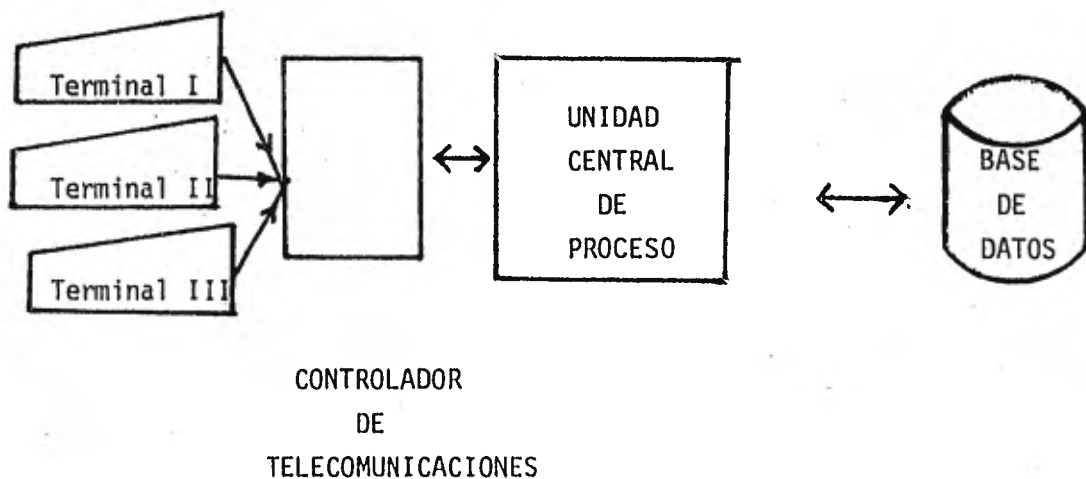 Terminal I
Terminal II
Terminal III
UNIDAD
CENTRAL
DE
PROCESO
BASE
DE
DATOS
CONTROLADOR
DE
TELECOMUNICACIONES